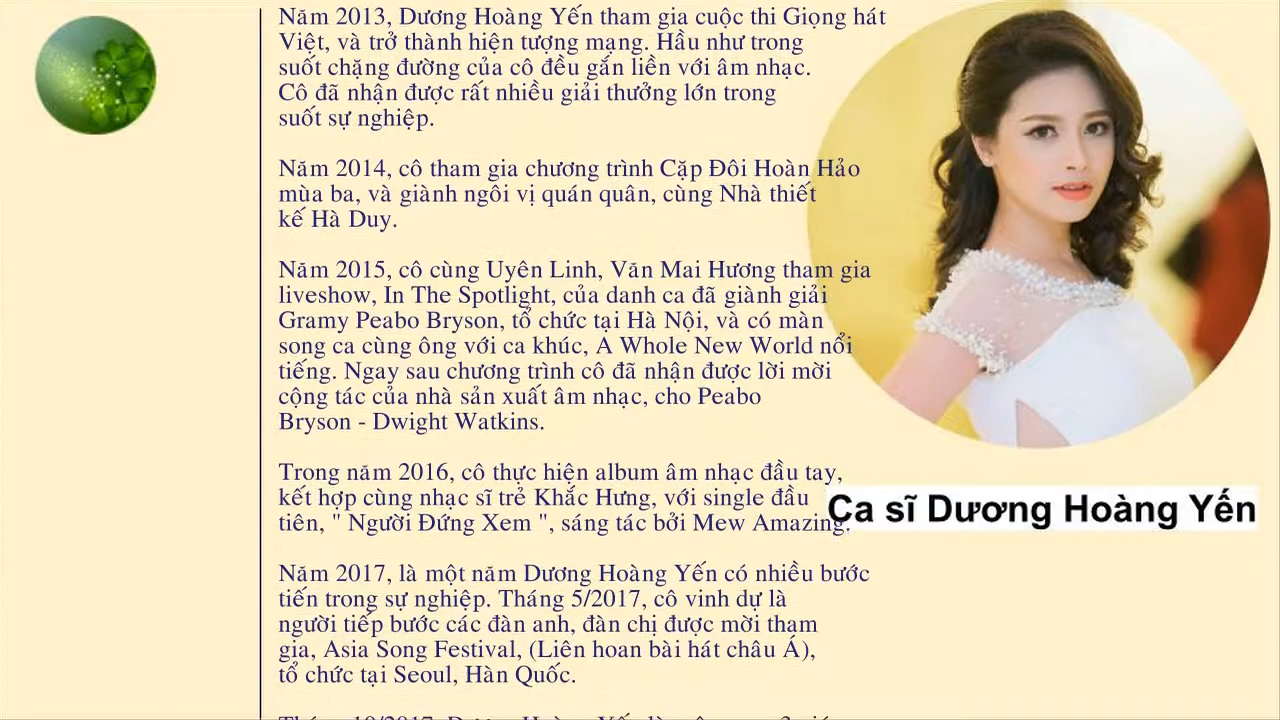 Năm 2013, Dương Hoàng Yến tham gia cuộc thi Giọng hát
Việt, và trở thành hiện tượng mạng. Hầu như trong
suốt chặng đường của cô đều gắn liền với âm nhạc.
Cô đã nhận được rất nhiều giải thưởng lớn trong
suốt sự nghiệp.
Năm 2014, cô tham gia chương trình Cặp Đôi Hoàn Hảo
mùa ba, và giành ngôi vị quán quân, cùng Nhà thiết
kế Hà Duy.
Năm 2015, cô cùng Uyên Linh, Văn Mai Hương tham gia
liveshow, In The Spotlight, của danh ca đã giành giải
Gramy Peabo Bryson, tổ chức tại Hà Nội, và có màn
song ca cùng ông với ca khúc, A Whole New World nổi
tiếng. Ngay sau chương trình cô đã nhận được lời mời
cộng tác của nhà sản xuất âm nhạc, cho Peabo
Bryson - Dwight Watkins.
Trong năm 2016, cô thực hiện album âm nhạc đầu tay,
kết hợp cùng nhạc sĩ trẻ Khắc Hưng, với single đầu
tiên, " Người Đứng Xem ", sáng tác bởi Mew Amazing.
Năm 2017, là một năm Dương Hoàng Yến có nhiều bước
tiến trong sự nghiệp. Tháng 5/2017, cô vinh dự là
người tiếp bước các đàn anh, đàn chị được mời tham
gia, Asia Song Festival, (Liên hoan bài hát châu Á),
tổ chức tại Seoul, Hàn Quốc.
Ca sĩ Dương Hoàng Yến